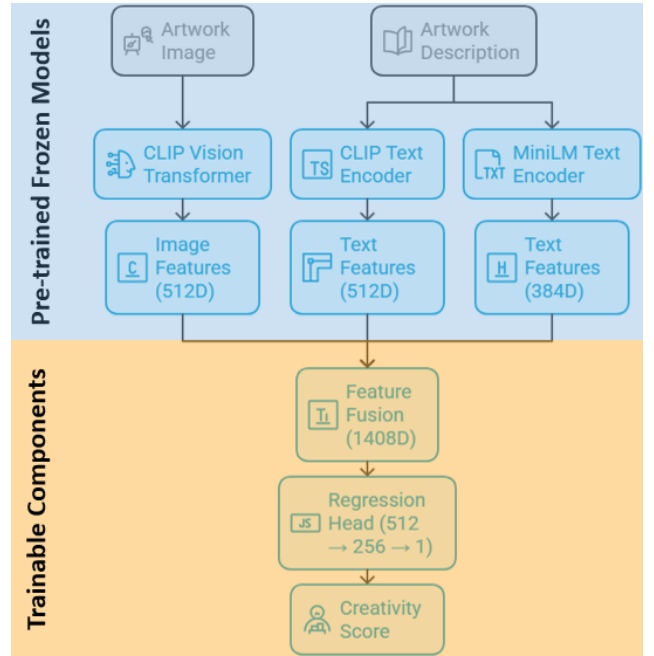 Pre-trained Frozen Models
Artwork
Image
Artwork
Description
CLIP Vision
Transformer
TS
CLIP Text
Encoder
TXT
MiniLM Text
Encoder
C
Image
Features
(512D)
Text
Features
(512D)
H
Text
Features
(384D)
Trainable Components
Feature
Fusion
(1408D)
JS
Regression
Head (512
→ 256 → 1)
Creativity
Score